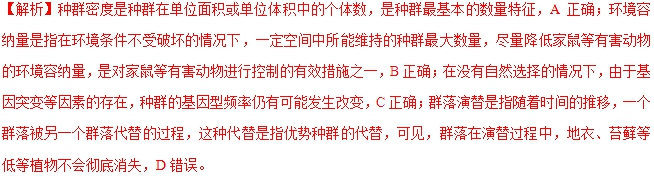 【解析】种群密度是种群在单位面积或单位体积中的个体数，是种群最基本的数量特征，A 正确；环境容
纳量是指在环境条件不受破坏的情况下，一定空间中所能维持的种群最大数量，尽量降低家鼠等有害动物
的环境容纳量，是对家鼠等有害动物进行控制的有效措施之一，B 正确；在没有自然选择的情况下，由于基
因突变等因素的存在，种群的基因型频率仍有可能发生改变，C 正确；群落演替是指随着时间的推移，一个
群落被另一个群落代替的过程，这种代替是指优势种群的代替，可见，群落在演替过程中，地衣、苔藓等
低等植物不会彻底消失，D 错误。